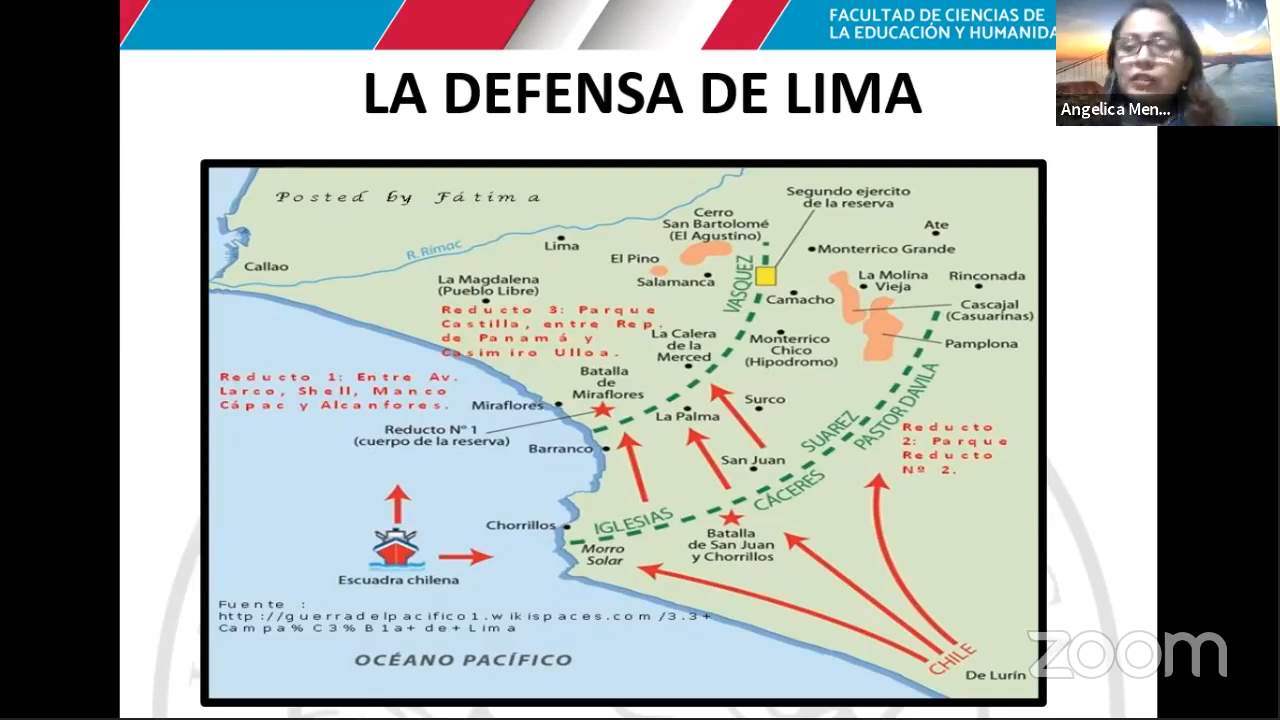 FACULTAD DE CIENCIAS DE
LA EDUCACIÓN Y HUMANIDA
Angelica Men...
LA DEFENSA DE LIMA
Posted by Fátima
Segundo ejercito
de la reserva
Cerro
San Bartolomé
(El Agustino)
Ate
R. Rimac
Lima
Monterrico Grande
El Pino
Callao
VASQUEZ
La Magdalena
(Pueblo Libre)
Salamanca
La Molina
Vieja
Rinconada
Camacho
Cascajal
(Casuarinas)
Reducto 3: Parque
Castilla, entre Rep.
de Panamá y
Casimiro Ulloa.
La Calera
de la
Merced
Monterrico
Chico
(Hipodromo)
Pamplona
Reducto 1: Entre Av.
Larco, Shell, Manco
Cápac y Alcanfores.
Batalla
de
Miraflores
Miraflores
La Palma
Surco
Reducto N° 1
(cuerpo de la reserva)
SUAREZ
PASTOR DAVILA
Reducto
2: Parque
Reducto
Nº 2.
Barranco
San Juan
CÁCERES
Chorrillos
IGLESIAS
Morro
Solar
Batalla
de San Juan
y Chorrillos
Escuadra chilena
Fuente :
http://guerradelpacifico1.wikispaces.com/3.3+
Campa%C3%B1a+de+Lima
OCÉANO PACÍFICO
CHILE
De Lurín
zoom